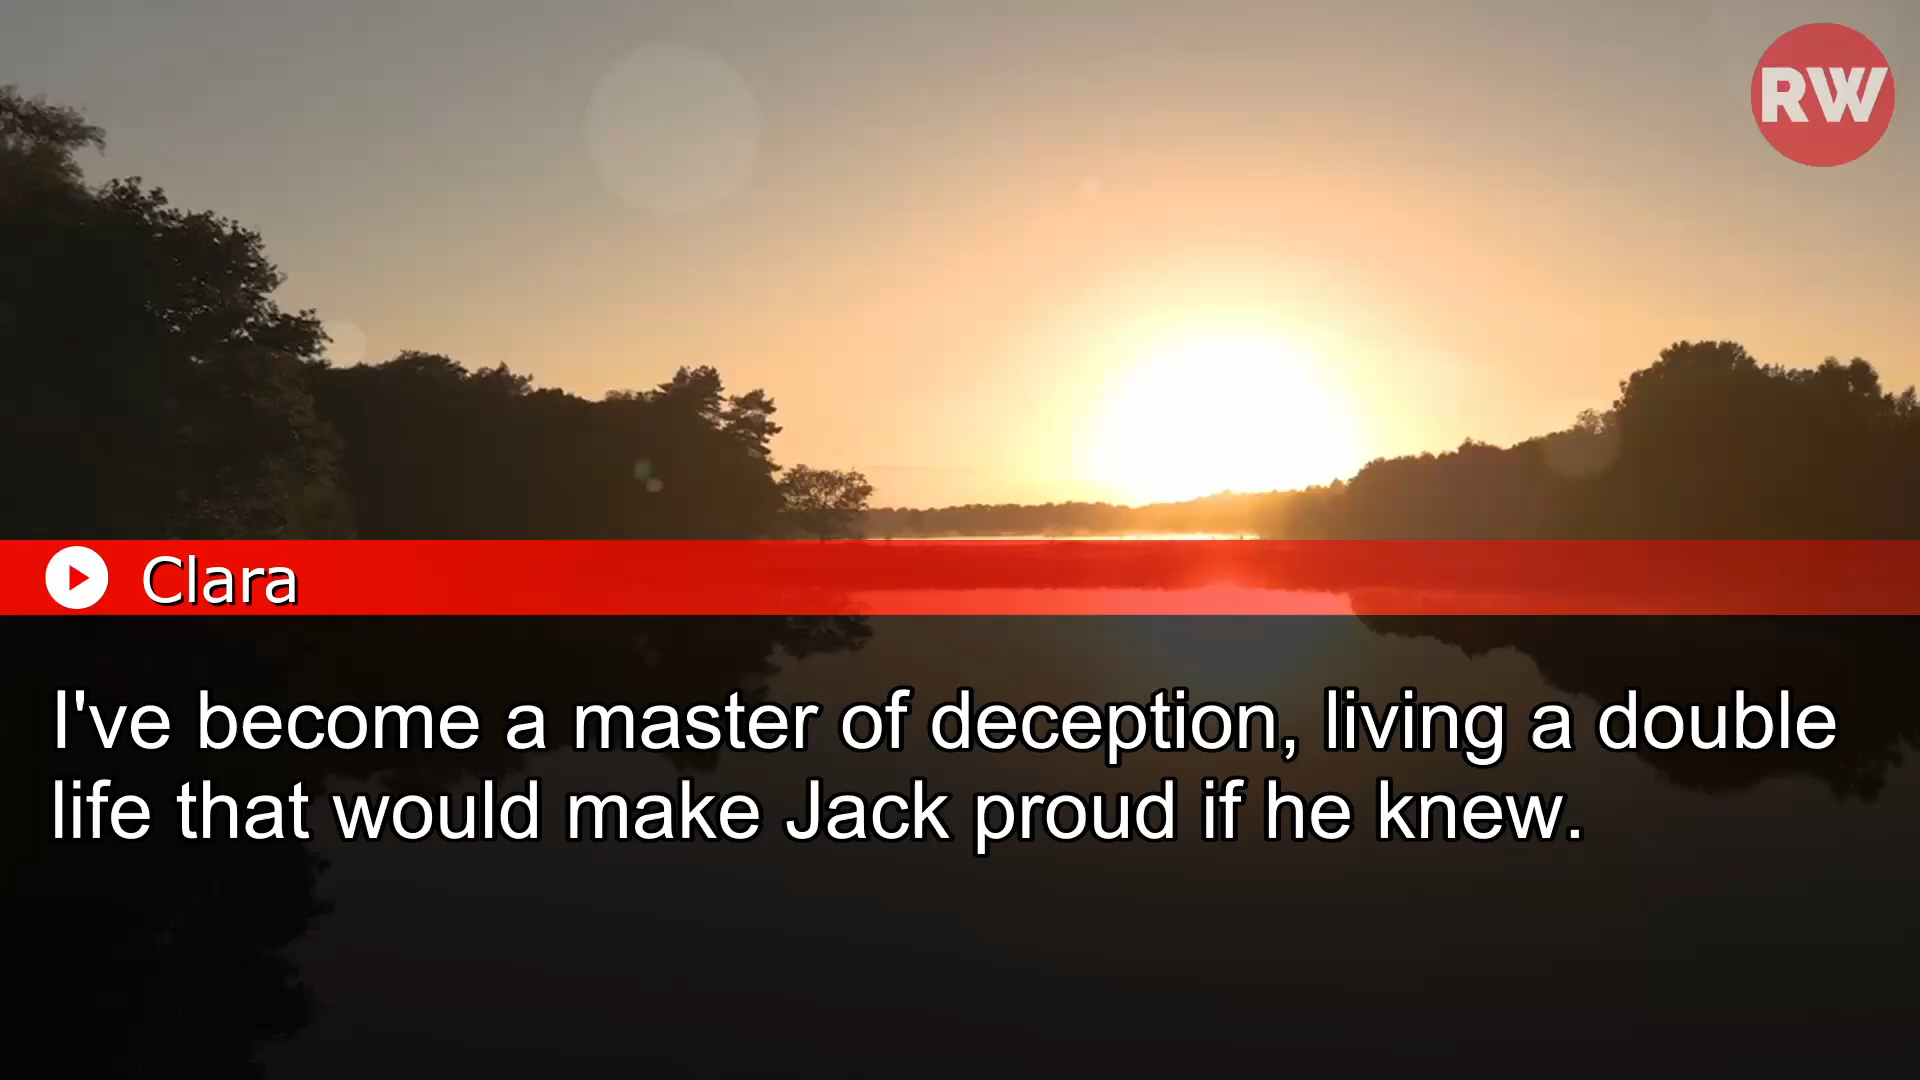 RW
Clara
I've become a master of deception, living a double
life that would make Jack proud if he knew.